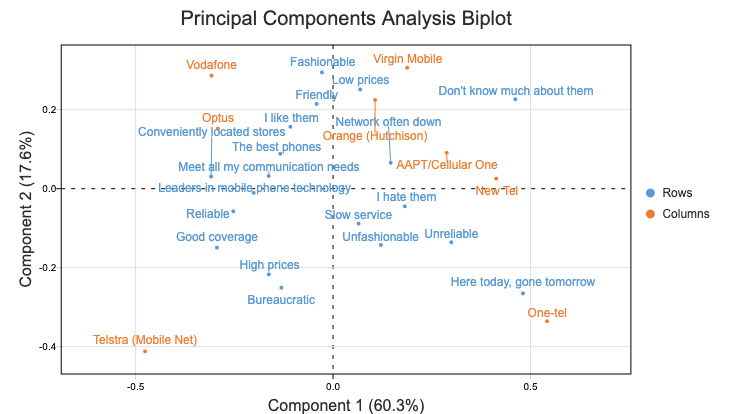 Principal Components Analysis Biplot
Vodafone
Fashionable
Virgin Mobile
Low prices
Friendly
Don't know much about them
0.2
Optus
I like them
Network often down
Conveniently located stores
Orange (Hutchison)
The best phones
Meet all my communication needs
AAPT/Cellular One
0.0
Leaders in mobile phone technology
New Tel
I hate them
Reliable
Slow service
Good coverage
Unfashionable
Unreliable
-0.2
High prices
Here today, gone tomorrow
Bureaucratic
One-tel
Telstra (Mobile Net)
-0.4
-0.5
0.0
0.5
Component 1 (60.3%)
Component 2 (17.6%)
Rows
Columns